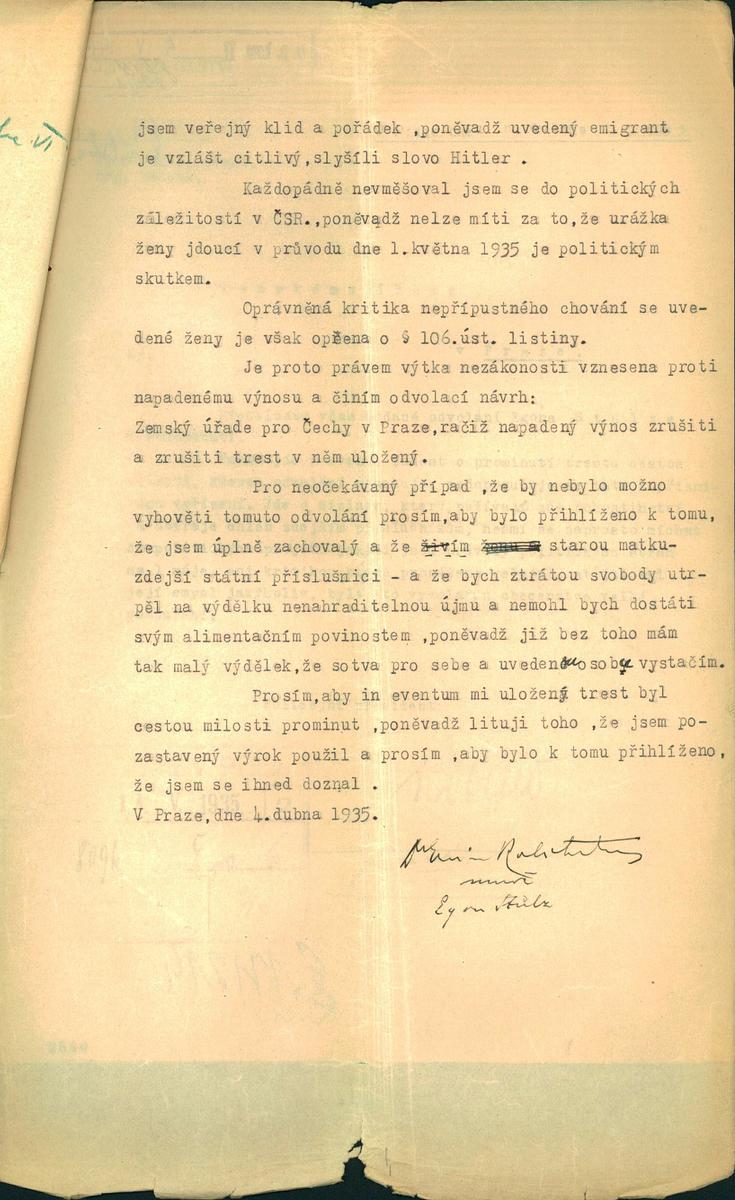 jsem veřejný klid a pořádek ,poněvadž uvedený emigrant
je vzlášt citlivý,slyšíli slovo Hitler .
Každopádně nevměšoval jsem se do politických
záležitostí v ČSR.,poněvadž nelze míti za to,že urážka
ženy jdoucí v průvodu dne 1.května 1935 je politickým
skutkem.
Oprávněná kritika nepřípustného chování se uve-
dené ženy je však opřena o § 106.úst. listiny.
Je proto právem výtka nezákonosti vznesena proti
napadenému výnosu a činím odvolací návrh:
Zemský úřade pro Čechy v Praze,račiž napadený výnos zrušiti
a zrušiti trest v něm uložený.
Pro neočekávaný případ ,že by nebylo možno
vyhověti tomuto odvolání prosím,aby bylo přihlíženo k tomu,
že jsem úplně zachovalý a že živím ženu a starou matku-
zdejší státní příslušnici - a že bych ztrátou svobody utr-
pěl na výdělku nenahraditelnou újmu a nemohl bych dostáti
svým alimentačním povinostem ,poněvadž již bez toho mám
tak malý výdělek,že sotva pro sebe a uvedenou osobu vystačím.
Prosím,aby in eventum mi uložený trest byl
cestou milosti prominut ,poněvadž lituji toho ,že jsem po-
zastavený výrok použil a prosím ,aby bylo k tomu přihlíženo,
že jsem se ihned doznal .
V Praze,dne 4.dubna 1935.
Egon